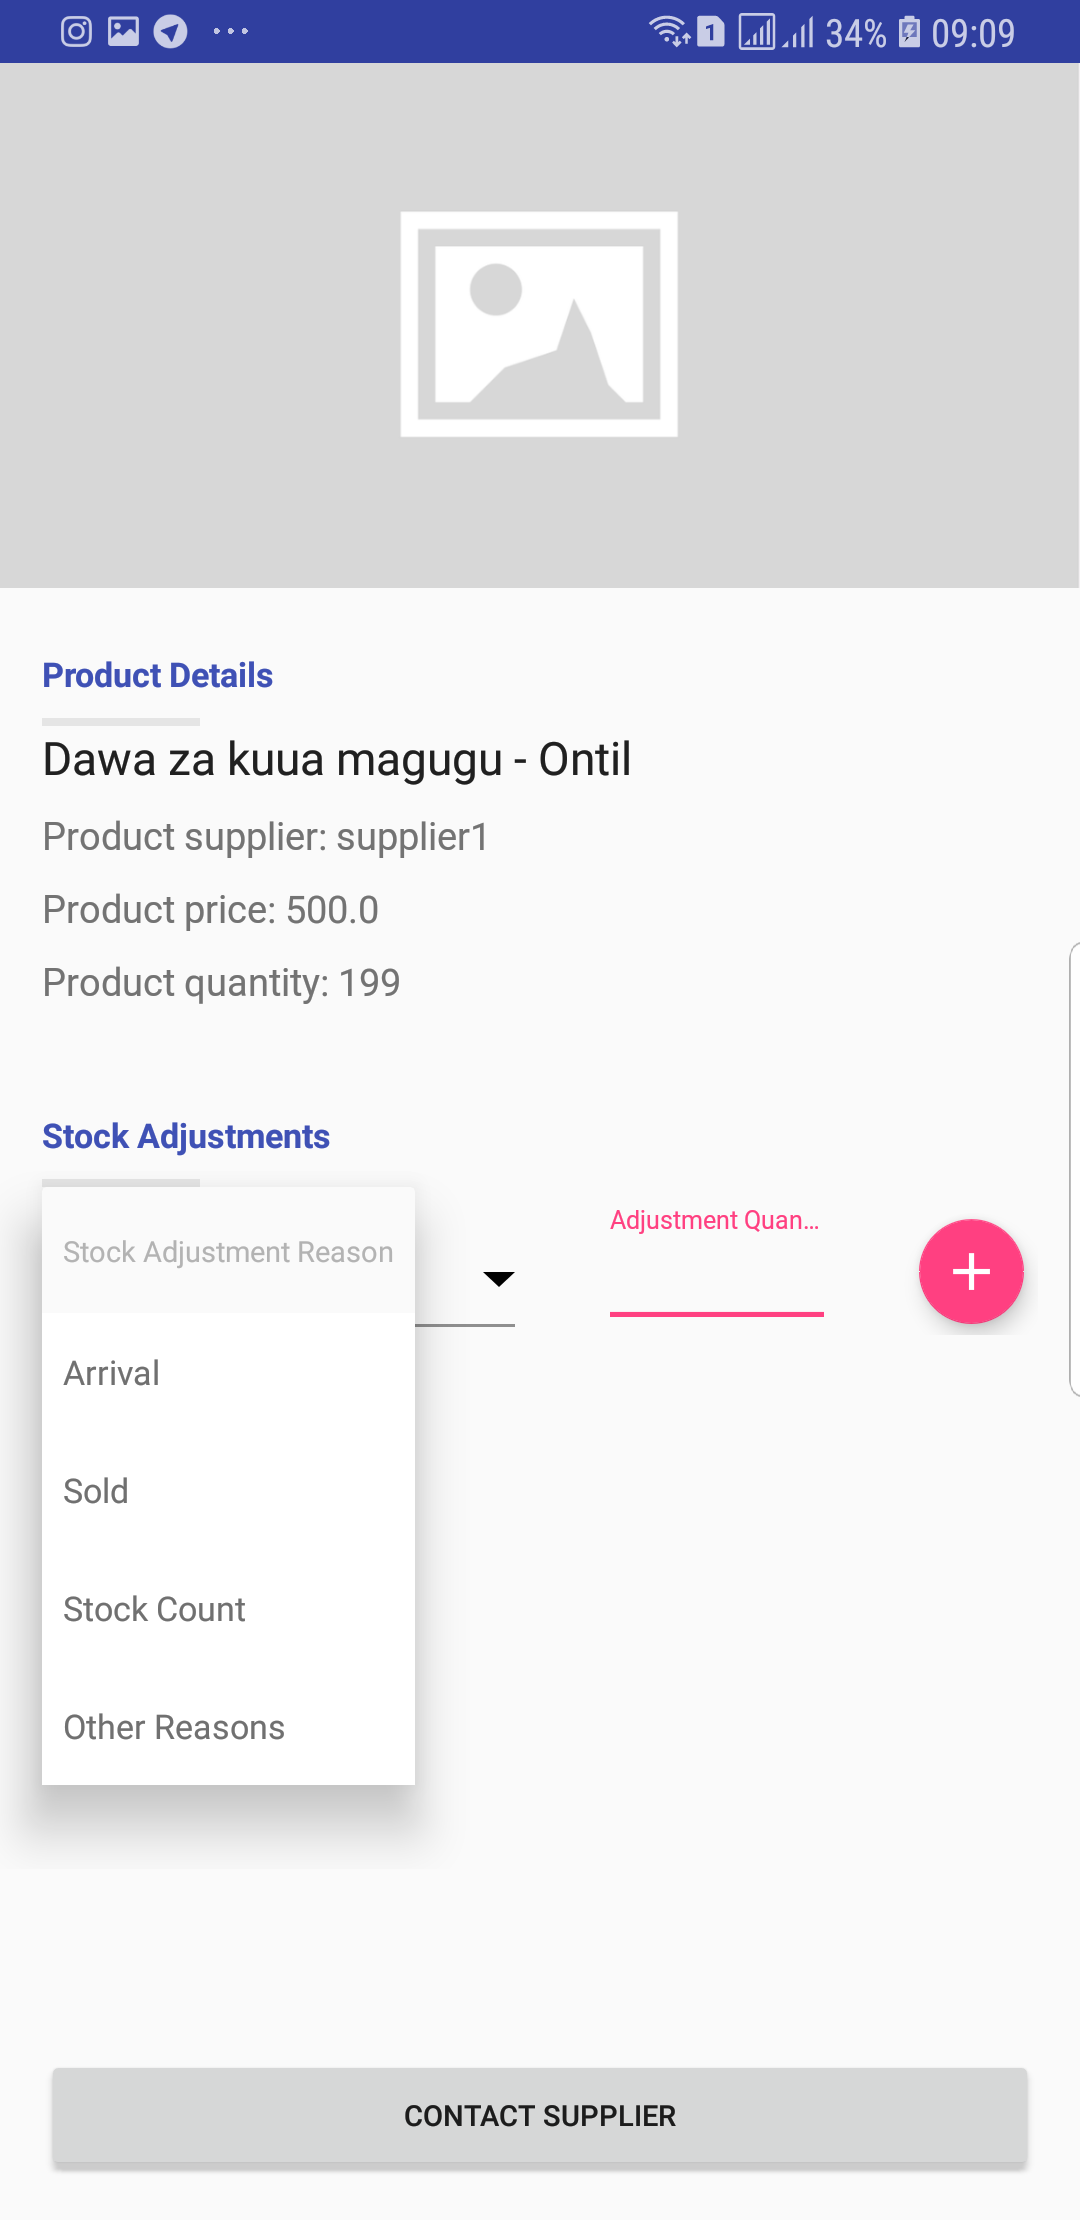 1 34% 09:09
Product Details
Dawa za kuua magugu - Ontil
Product supplier: supplier1
Product price: 500.0
Product quantity: 199
Stock Adjustments
Stock Adjustment Reason
Adjustment Quan...
Arrival
Sold
Stock Count
Other Reasons
CONTACT SUPPLIER